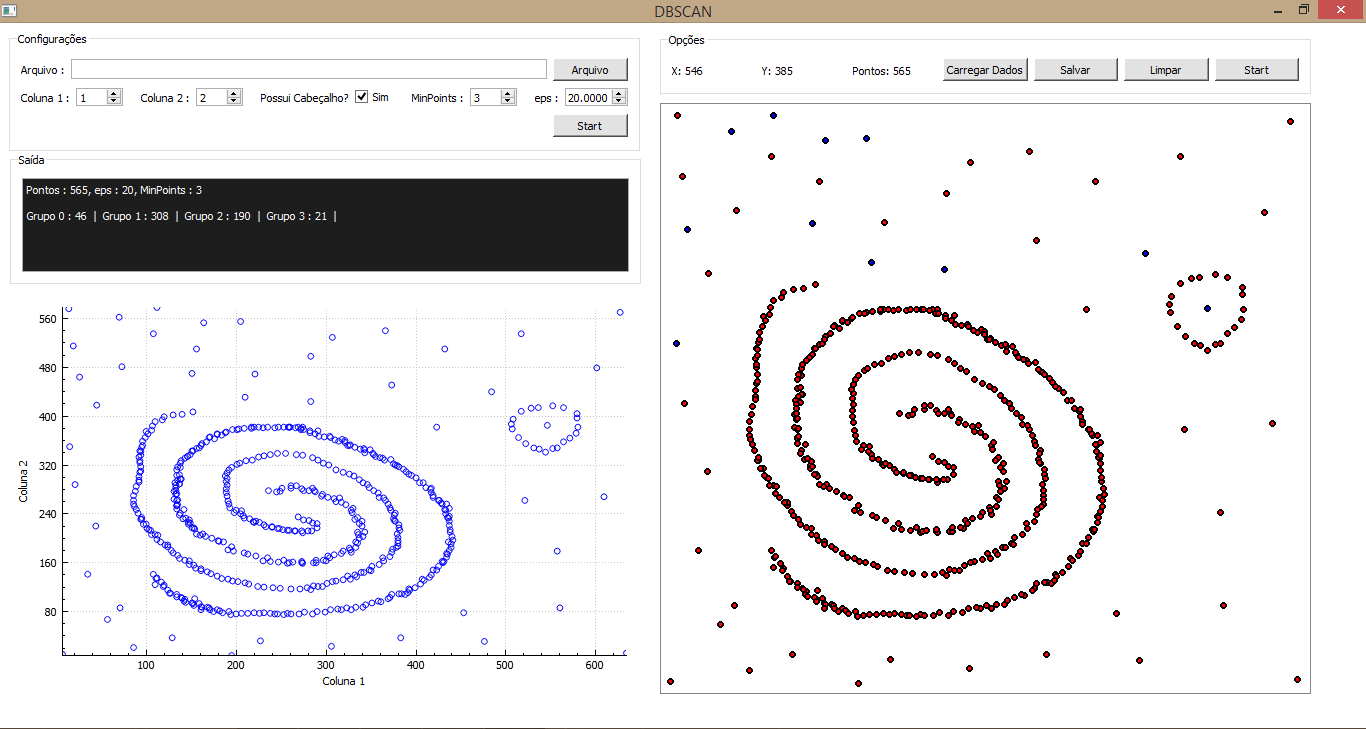 DBSCAN
Configurações
Arquivo :
Arquivo
Coluna 1 : 1 Coluna 2 : 2 Possui Cabeçalho? Sim MinPoints : 3 eps : 20.0000
Start
Saída
Pontos : 565, eps : 20, MinPoints : 3
Grupo 0 : 46 | Grupo 1 : 308 | Grupo 2 : 190 | Grupo 3 : 21 |
560
480
400
320
240
160
80
Coluna 2
100 200 300 400 500 600
Coluna 1
Opções
X: 546 Y: 385 Pontos: 565 Carregar Dados Salvar Limpar Start